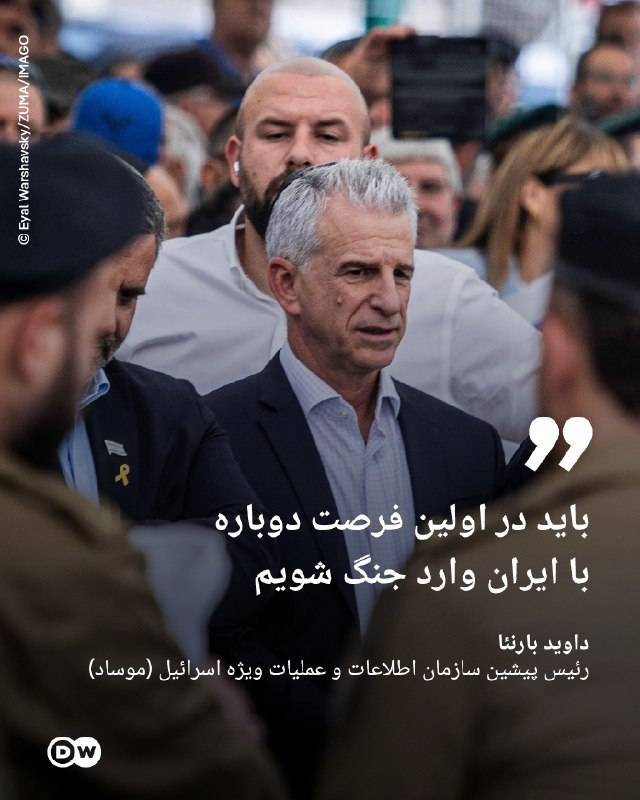 © Eyal Warshavsky/ZUMA/IMAGO
باید در اولین فرصت دوباره
با ایران وارد جنگ شویم
داوید بارنئا
رئیس پیشین سازمان اطلاعات و عملیات ویژه اسرائیل (موساد)
DW